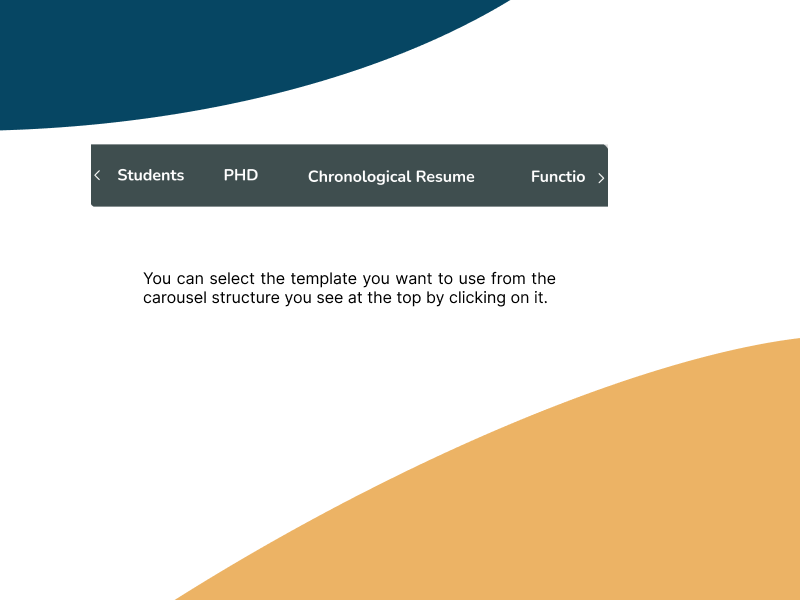 Students PHD Chronological Resume Functio
You can select the template you want to use from the
carousel structure you see at the top by clicking on it.